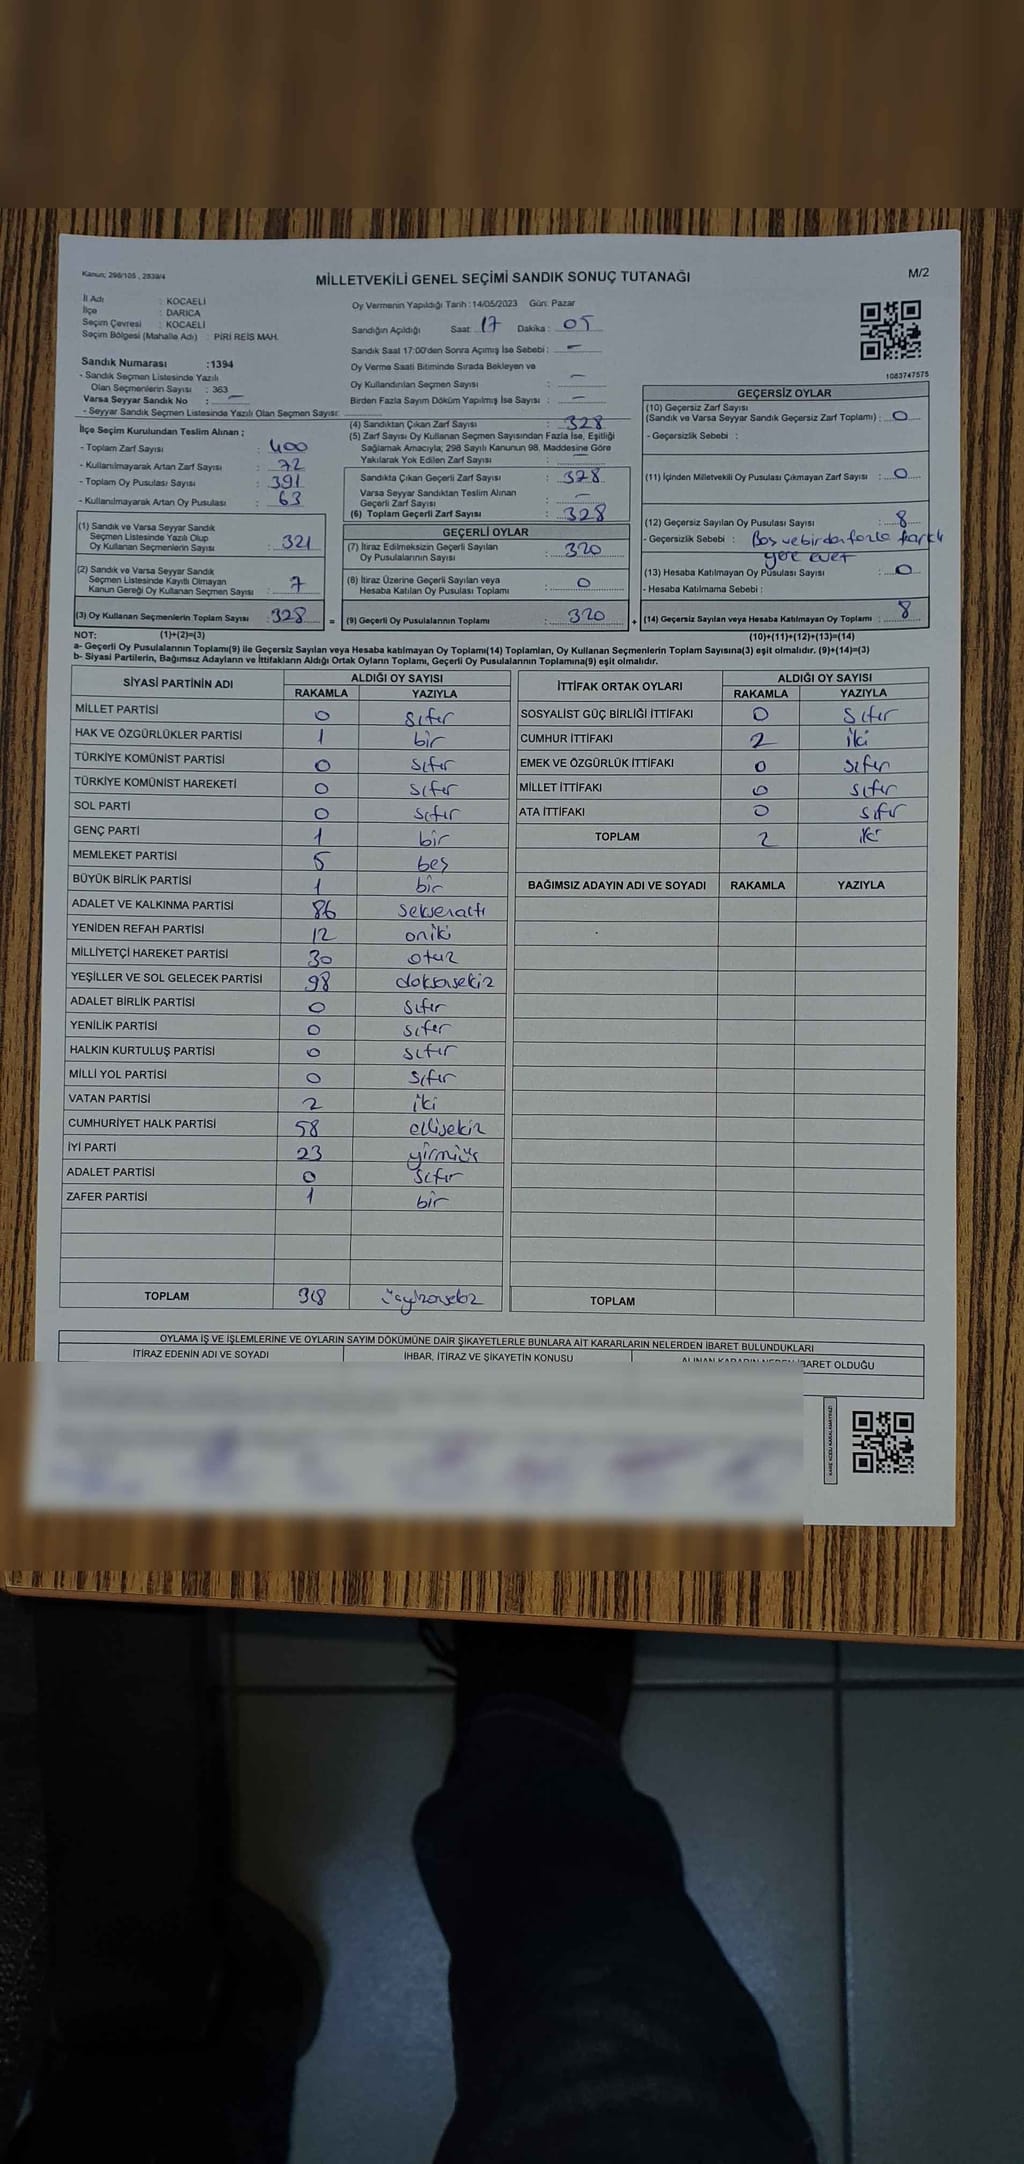 Kanun; 298/105 , 2839/4
MİLLETVEKİLİ GENEL SEÇİMİ SANDIK SONUÇ TUTANAĞI
M/2
İl Adı : KOCAELİ
İlçe : DARICA
Seçim Çevresi : KOCAELİ
Seçim Bölgesi (Mahalle Adı) : PİRİ REİS MAH.
Sandık Numarası :1394
- Sandık Seçmen Listesinde Yazılı
Olan Seçmenlerin Sayısı : 363
Varsa Seyyar Sandık No : –
- Seyyar Sandık Seçmen Listesinde Yazılı Olan Seçmen Sayısı:
İlçe Seçim Kurulundan Teslim Alınan ;
- Toplam Zarf Sayısı : 400
- Kullanılmayarak Artan Zarf Sayısı : 72
- Toplam Oy Pusulası Sayısı : 391
- Kullanılmayarak Artan Oy Pusulası : 63
Oy Vermenin Yapıldığı Tarih : 14/05/2023 Gün: Pazar
Sandığın Açıldığı Saat: 17 Dakika : 05
Sandık Saat 17:00'den Sonra Açımış İse Sebebi : –
Oy Verme Saati Bitiminde Sırada Bekleyen ve
Oy Kullandırılan Seçmen Sayısı : –
Birden Fazla Sayım Döküm Yapılmış İse Sayısı : –
(4) Sandıktan Çıkan Zarf Sayısı : 328
(5) Zarf Sayısı Oy Kullanan Seçmen Sayısından Fazla İse, Eşitliği
Sağlamak Amacıyla; 298 Sayılı Kanunun 98. Maddesine Göre
Yakılarak Yok Edilen Zarf Sayısı : –
Sandıkta Çıkan Geçerli Zarf Sayısı : 328
Varsa Seyyar Sandıktan Teslim Alınan
Geçerli Zarf Sayısı : –
(6) Toplam Geçerli Zarf Sayısı : 328
1083747575
GEÇERSİZ OYLAR
(10) Geçersiz Zarf Sayısı
(Sandık ve Varsa Seyyar Sandık Geçersiz Zarf Toplamı) : 0
- Geçersizlik Sebebi :
(11) İçinden Milletvekili Oy Pusulası Çıkmayan Zarf Sayısı : 0
(12) Geçersiz Sayılan Oy Pusulası Sayısı : 8
- Geçersizlik Sebebi : Boş ve birden fazla farklı
yere evet
(13) Hesaba Katılmayan Oy Pusulası Sayısı : 0
- Hesaba Katılmama Sebebi :
(14) Geçersiz Sayılan veya Hesaba Katılmayan Oy Toplamı : 8
(1) Sandık ve Varsa Seyyar Sandık
Seçmen Listesinde Yazılı Olup
Oy Kullanan Seçmenlerin Sayısı : 321
(2) Sandık ve Varsa Seyyar Sandık
Seçmen Listesinde Kayıtlı Olmayan
Kanun Gereği Oy Kullanan Seçmen Sayısı : 7
(3) Oy Kullanan Seçmenlerin Toplam Sayısı :328 =
GEÇERLİ OYLAR
(7) İtiraz Edilmeksizin Geçerli Sayılan
Oy Pusulalarının Sayısı : 320
(8) İtiraz Üzerine Geçerli Sayılan veya
Hesaba Katılan Oy Pusulası Toplamı : 0
(9) Geçerli Oy Pusulalarının Toplamı : 320 +
NOT: (1)+(2)=(3)
(10)+(11)+(12)+(13)=(14)
a- Geçerli Oy Pusulalarının Toplamı(9) ile Geçersiz Sayılan veya Hesaba katılmayan Oy Toplamı(14) Toplamları, Oy Kullanan Seçmenlerin Toplam Sayısına(3) eşit olmalıdır. (9)+(14)=(3)
b- Siyasi Partilerin, Bağımsız Adayların ve İttifakların Aldığı Ortak Oyların Toplamı, Geçerli Oy Pusulalarının Toplamına(9) eşit olmalıdır.
SİYASİ PARTİNİN ADI ALDIĞI OY SAYISI
RAKAMLA YAZIYLA
MİLLET PARTİSİ 0 sıfır
HAK VE ÖZGÜRLÜKLER PARTİSİ 1 bir
TÜRKİYE KOMÜNİST PARTİSİ 0 sıfır
TÜRKİYE KOMÜNİST HAREKETİ 0 sıfır
SOL PARTİ 0 sıfır
GENÇ PARTİ 1 bir
MEMLEKET PARTİSİ 5 beş
BÜYÜK BİRLİK PARTİSİ 1 bir
ADALET VE KALKINMA PARTİSİ 86 seksenaltı
YENİDEN REFAH PARTİSİ 12 oniki
MİLLİYETÇİ HAREKET PARTİSİ 30 otuz
YEŞİLLER VE SOL GELECEK PARTİSİ 98 doksansekiz
ADALET BİRLİK PARTİSİ 0 sıfır
YENİLİK PARTİSİ 0 sıfır
HALKIN KURTULUŞ PARTİSİ 0 sıfır
MİLLİ YOL PARTİSİ 0 sıfır
VATAN PARTİSİ 2 iki
CUMHURİYET HALK PARTİSİ 58 ellisekiz
İYİ PARTİ 23 yirmiüç
ADALET PARTİSİ 0 sıfır
ZAFER PARTİSİ 1 bir
TOPLAM 318 üçyüzonsekiz
İTTİFAK ORTAK OYLARI ALDIĞI OY SAYISI
RAKAMLA YAZIYLA
SOSYALİST GÜÇ BİRLİĞİ İTTİFAKI 0 sıfır
CUMHUR İTTİFAKI 2 iki
EMEK VE ÖZGÜRLÜK İTTİFAKI 0 sıfır
MİLLET İTTİFAKI 0 sıfır
ATA İTTİFAKI 0 sıfır
TOPLAM 2 iki
BAĞIMSIZ ADAYIN ADI VE SOYADI RAKAMLA YAZIYLA
TOPLAM
OYLAMA İŞ VE İŞLEMLERİNE VE OYLARIN SAYIM DÖKÜMÜNE DAİR ŞİKAYETLERLE BUNLARA AİT KARARLARIN NELERDEN İBARET BULUNDUKLARI
İTİRAZ EDENİN ADI VE SOYADI İHBAR, İTİRAZ VE ŞİKAYETİN KONUSU ALINAN KARARIN NEDEN İBARET OLDUĞU
KARE KODU KARALAMAYINIZ!